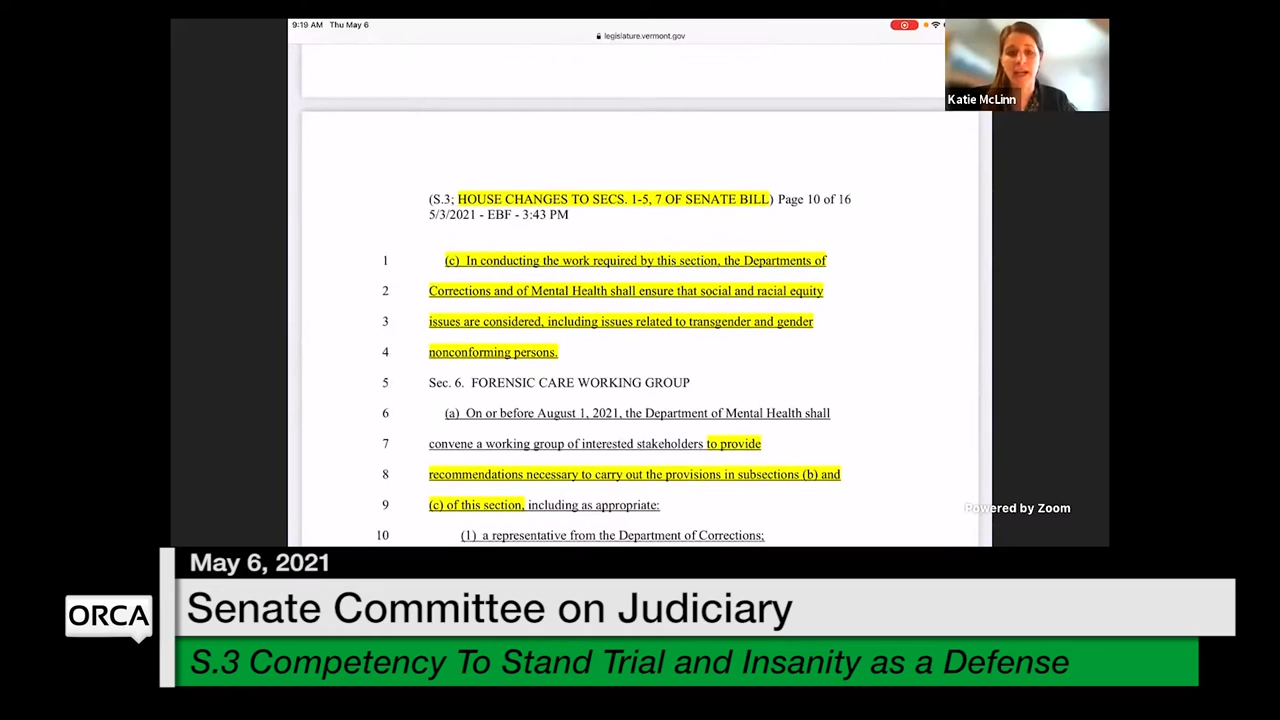 9:19 AM Thu May 6
legislature.vermont.gov
Katie McLinn
(S.3; HOUSE CHANGES TO SECS. 1-5, 7 OF SENATE BILL) Page 10 of 16
5/3/2021 - EBF - 3:43 PM
1 (c) In conducting the work required by this section, the Departments of
2 Corrections and of Mental Health shall ensure that social and racial equity
3 issues are considered, including issues related to transgender and gender
4 nonconforming persons.
5 Sec. 6. FORENSIC CARE WORKING GROUP
6 (a) On or before August 1, 2021, the Department of Mental Health shall
7 convene a working group of interested stakeholders to provide
8 recommendations necessary to carry out the provisions in subsections (b) and
9 (c) of this section, including as appropriate:
10 (1) a representative from the Department of Corrections;
Powered by Zoom
May 6, 2021
ORCA
Senate Committee on Judiciary
S.3 Competency To Stand Trial and Insanity as a Defense